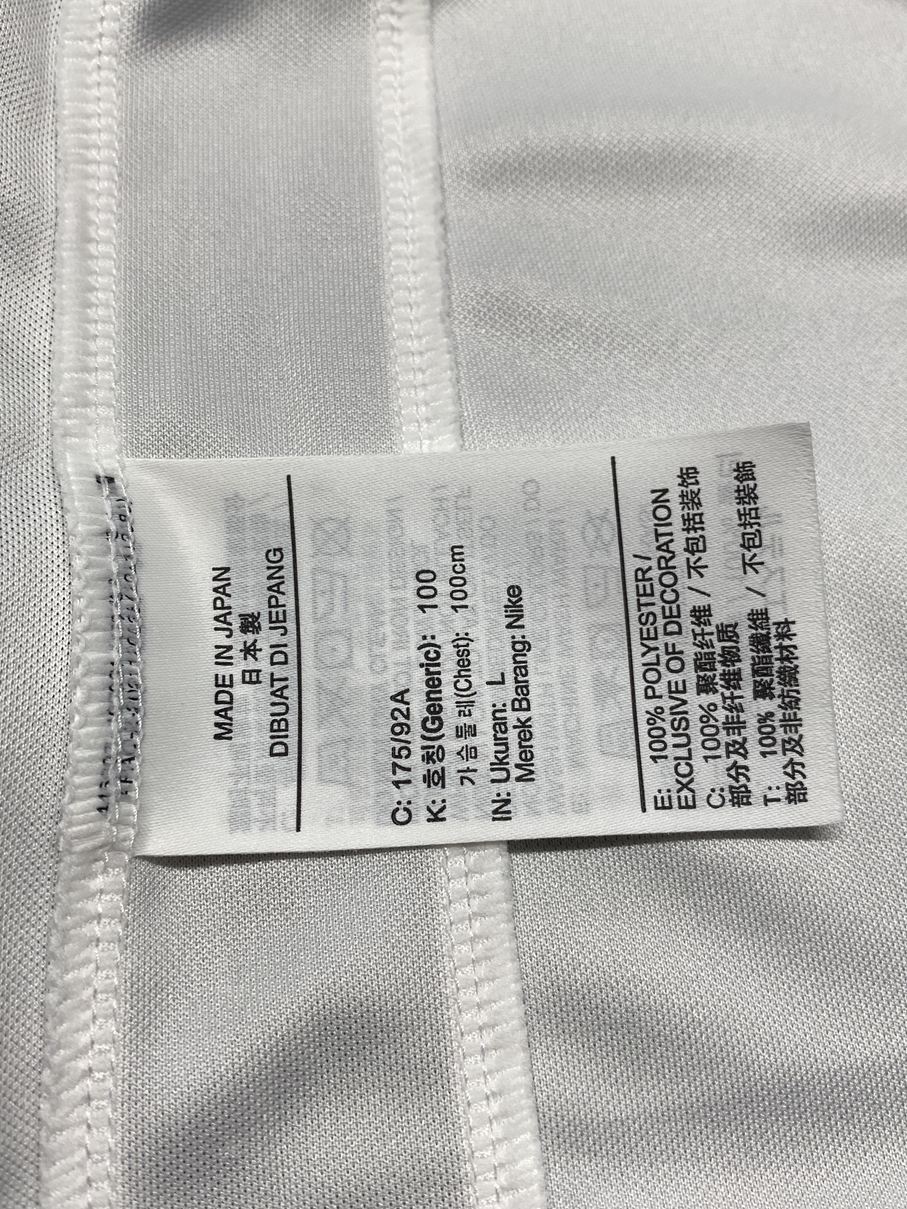 MADE IN JAPAN
日本製
DIBUAT DI JEPANG
C: 175/92A
K: 호칭(Generic): 100
가슴둘레(Chest): 100cm
IN: Ukuran: L
Merek Barang: Nike
E: 100% POLYESTER /
EXCLUSIVE OF DECORATION
C: 100% 聚酯纤维 / 不包括装饰
部分及非纤维物质
T: 100% 聚酯纖維 / 不包括裝飾
部分及非紡織材料